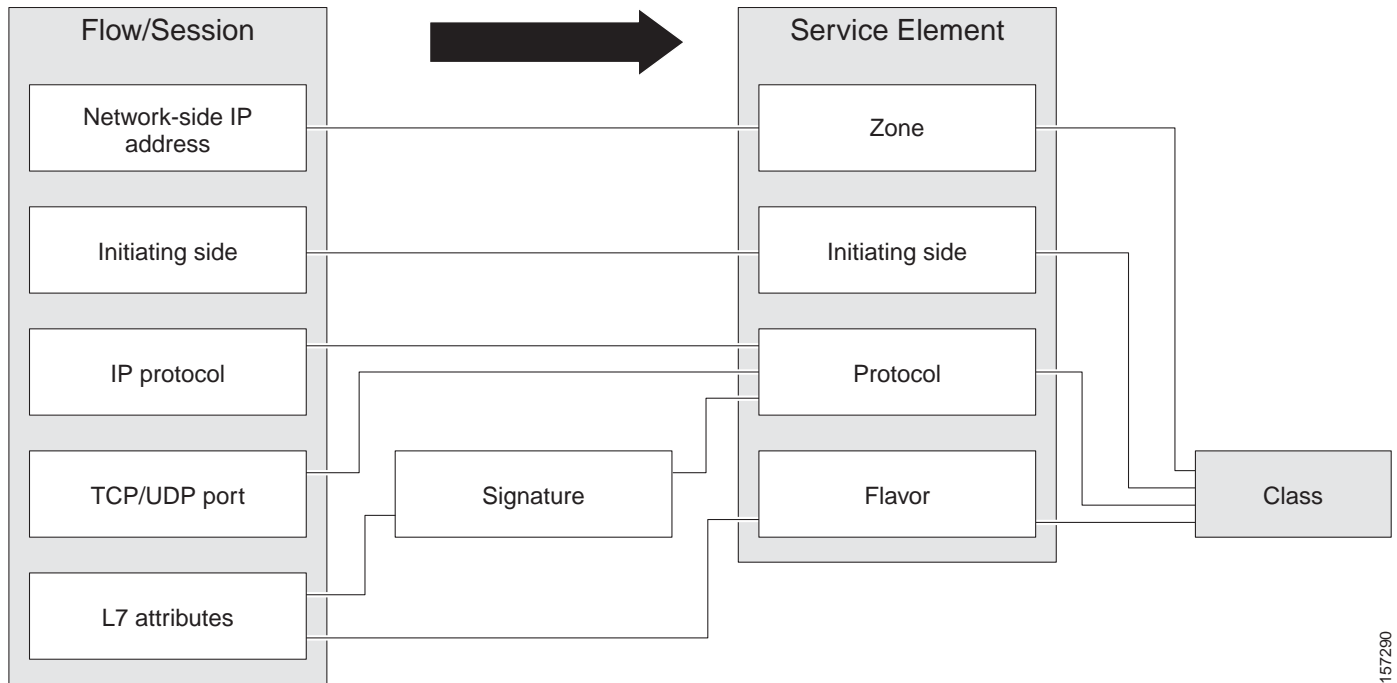 Flow/Session
Service Element
Network-side IP
address
Zone
Initiating side
Initiating side
IP protocol
Protocol
TCP/UDP port
Signature
Flavor
Class
L7 attributes
157290